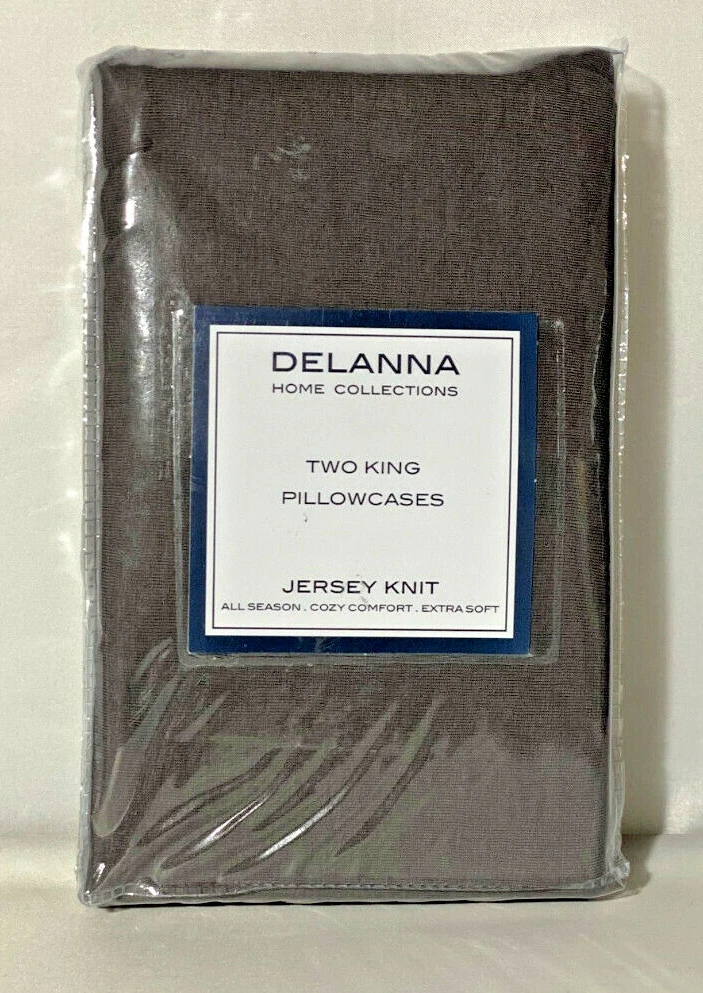 DELANNA
HOME COLLECTIONS
TWO KING
PILLOWCASES
JERSEY KNIT
ALL SEASON . COZY COMFORT . EXTRA SOFT